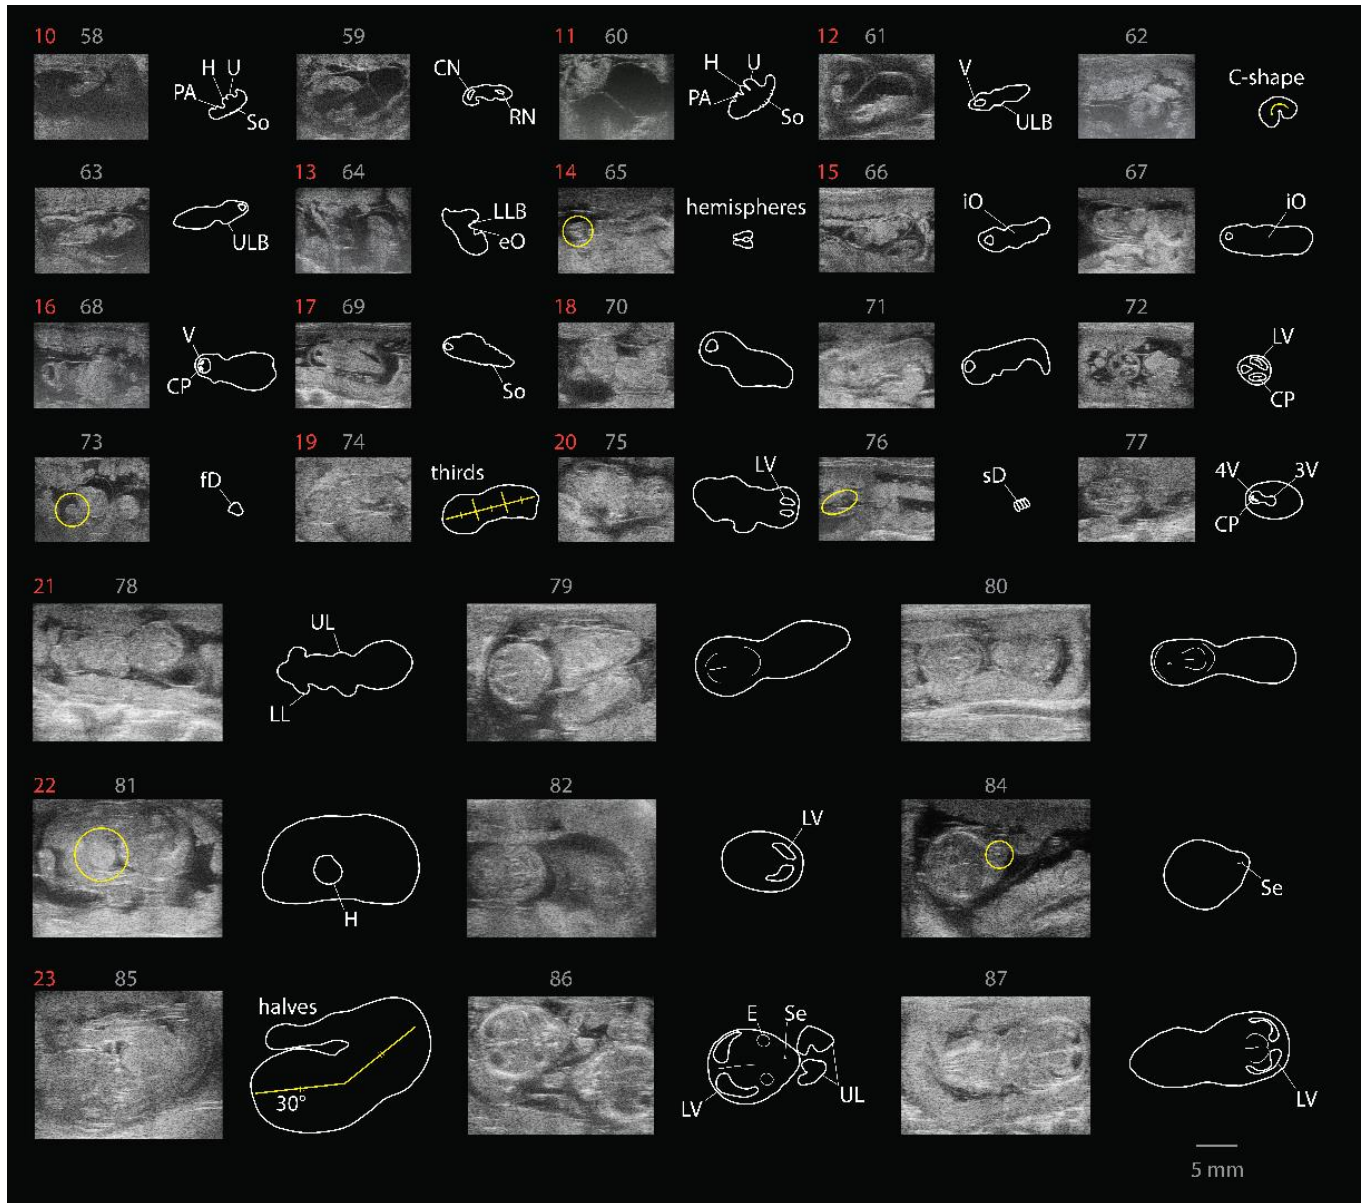 10 58 59 11 60 12 61 62
H U CN H U V C-shape
PA So RN PA So ULB
63 13 64 14 65 15 66 67
ULB LLB hemispheres iO iO
eO
16 68 17 69 18 70 71 72
V LV
CP So CP
73 19 74 20 75 76 77
fD thirds LV sD 4V 3V
CP
21 78 79 80
UL
LL
22 81 82 84
LV
H Se
23 85 86 87
halves E Se
30° LV UL LV
5 mm